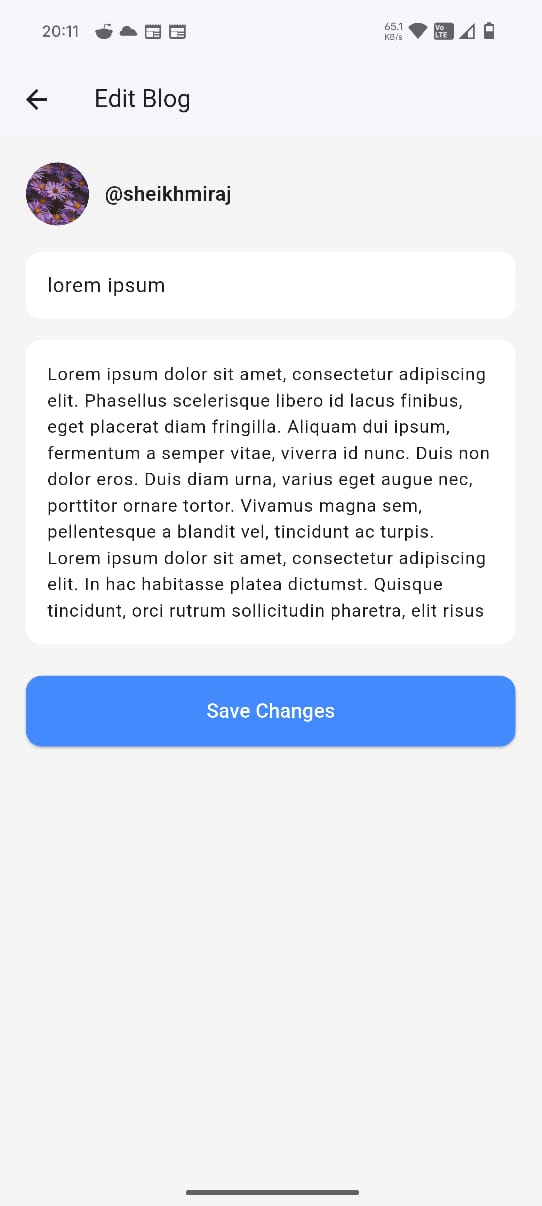 20:11
65.1
KB/s
Vo
LTE
Edit Blog
@sheikhmiraj
lorem ipsum
Lorem ipsum dolor sit amet, consectetur adipiscing
elit. Phasellus scelerisque libero id lacus finibus,
eget placerat diam fringilla. Aliquam dui ipsum,
fermentum a semper vitae, viverra id nunc. Duis non
dolor eros. Duis diam urna, varius eget augue nec,
porttitor ornare tortor. Vivamus magna sem,
pellentesque a blandit vel, tincidunt ac turpis.
Lorem ipsum dolor sit amet, consectetur adipiscing
elit. In hac habitasse platea dictumst. Quisque
tincidunt, orci rutrum sollicitudin pharetra, elit risus
Save Changes